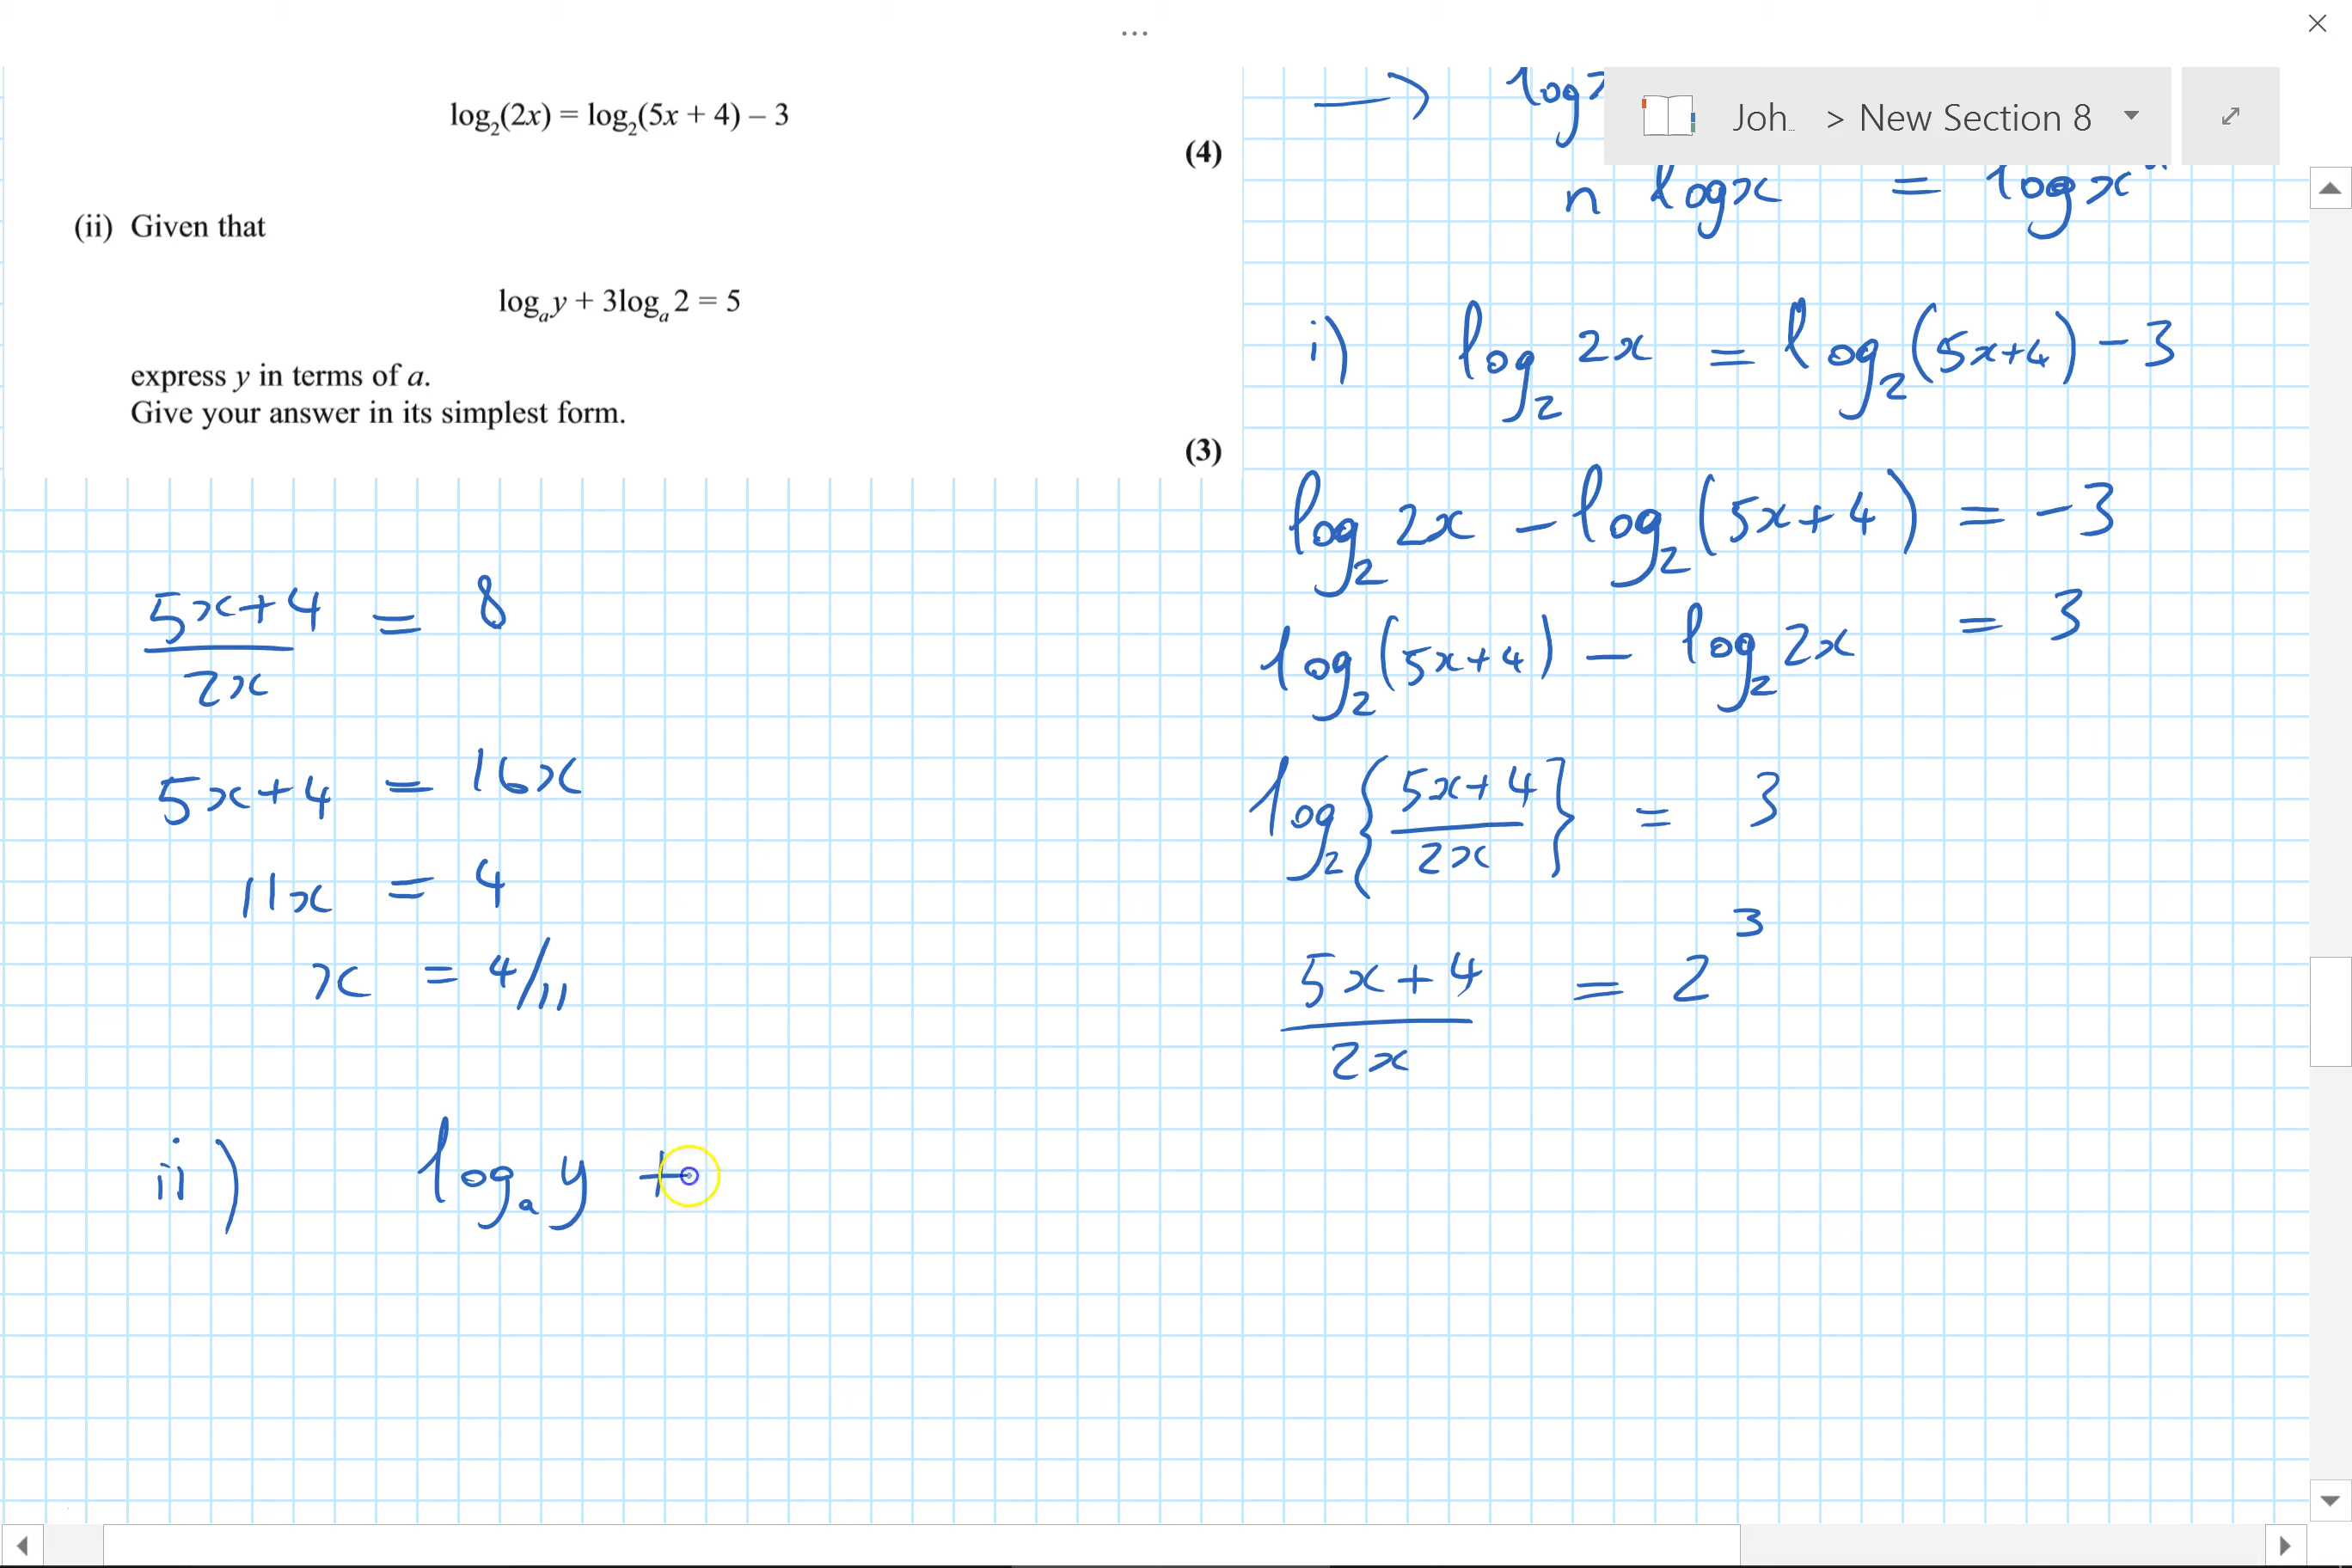 log₂(2x) = log₂(5x + 4) – 3
(4)
(ii) Given that
logₐy + 3logₐ2 = 5
express y in terms of a.
Give your answer in its simplest form.
(3)
5x+4 / 2x = 8
5x+4 = 16x
11x = 4
x = 4/11
ii) logₐ y +
Joh... > New Section 8
→ log
n log x = log xⁿ
i) log₂ 2x = log₂(5x+4) - 3
log₂ 2x - log₂(5x+4) = -3
log₂(5x+4) - log₂ 2x = 3
log₂{5x+4 / 2x} = 3
5x+4 / 2x = 2³